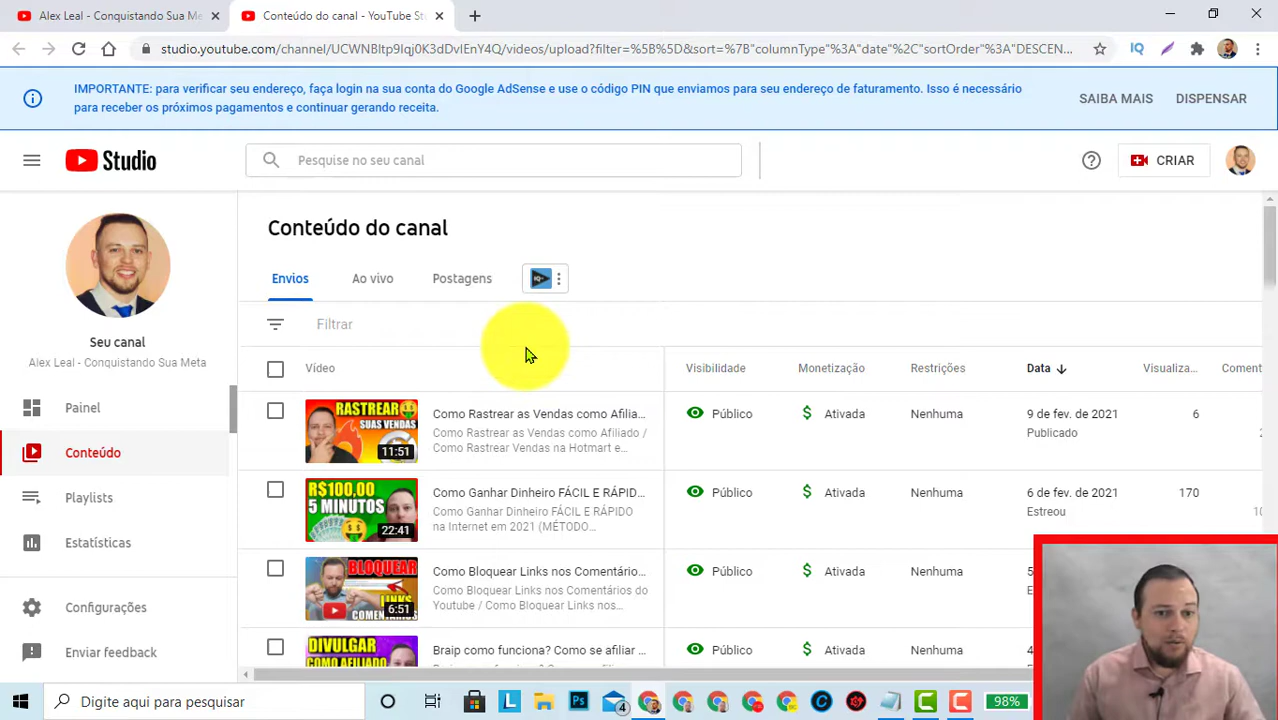 Alex Leal - Conquistando Sua Me
Conteúdo do canal - YouTube Stu
studio.youtube.com/channel/UCWNBltp9Iqj0K3dDvIEnY4Q/videos/upload?filter=%5B%5D&sort=%7B"columnType"%3A"date"%2C"sortOrder"%3A"DESCEN...
IMPORTANTE: para verificar seu endereço, faça login na sua conta do Google AdSense e use o código PIN que enviamos para seu endereço de faturamento. Isso é necessário
para receber os próximos pagamentos e continuar gerando receita.
SAIBA MAIS
DISPENSAR
Studio
Pesquise no seu canal
CRIAR
Conteúdo do canal
Envios
Ao vivo
Postagens
IQ
Filtrar
Seu canal
Alex Leal - Conquistando Sua Meta
Painel
Conteúdo
Playlists
Estatísticas
Configurações
Enviar feedback
Vídeo
Visibilidade
Monetização
Restrições
Data
Visualiza...
Coment
RASTREAR
SUAS VENDAS
11:51
Como Rastrear as Vendas como Afilia...
Como Rastrear as Vendas como Afiliado /
Como Rastrear Vendas na Hotmart e...
Público
Ativada
Nenhuma
9 de fev. de 2021
Publicado
6
2
R$100,00
5 MINUTOS
22:41
Como Ganhar Dinheiro FÁCIL E RÁPID...
Como Ganhar Dinheiro FÁCIL E RÁPIDO
na Internet em 2021 (MÉTODO...
Público
Ativada
Nenhuma
6 de fev. de 2021
Estreou
170
10
BLOQUEAR
LINKS
COMENTÁRIOS
6:51
Como Bloquear Links nos Comentário...
Como Bloquear Links nos Comentários do
Youtube / Como Bloquear Links nos...
Público
Ativada
Nenhuma
5
E
DIVULGAR
COMO AFILIADO
Braip como funciona? Como se afiliar ...
Público
Ativada
Nenhuma
4
Digite aqui para pesquisar
L
Ps
4
98%